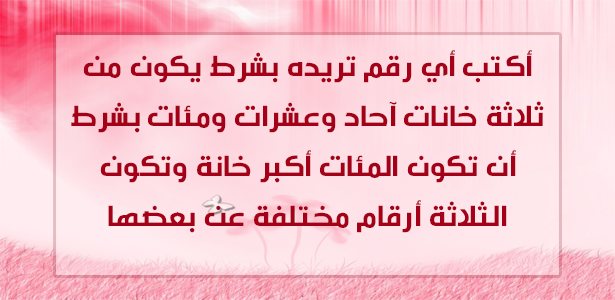 أكتب أي رقم تريده بشرط يكون من
ثلاثة خانات آحاد وعشرات ومئات بشرط
أن تكون المئات أكبر خانة وتكون
الثلاثة أرقام مختلفة عن بعضها